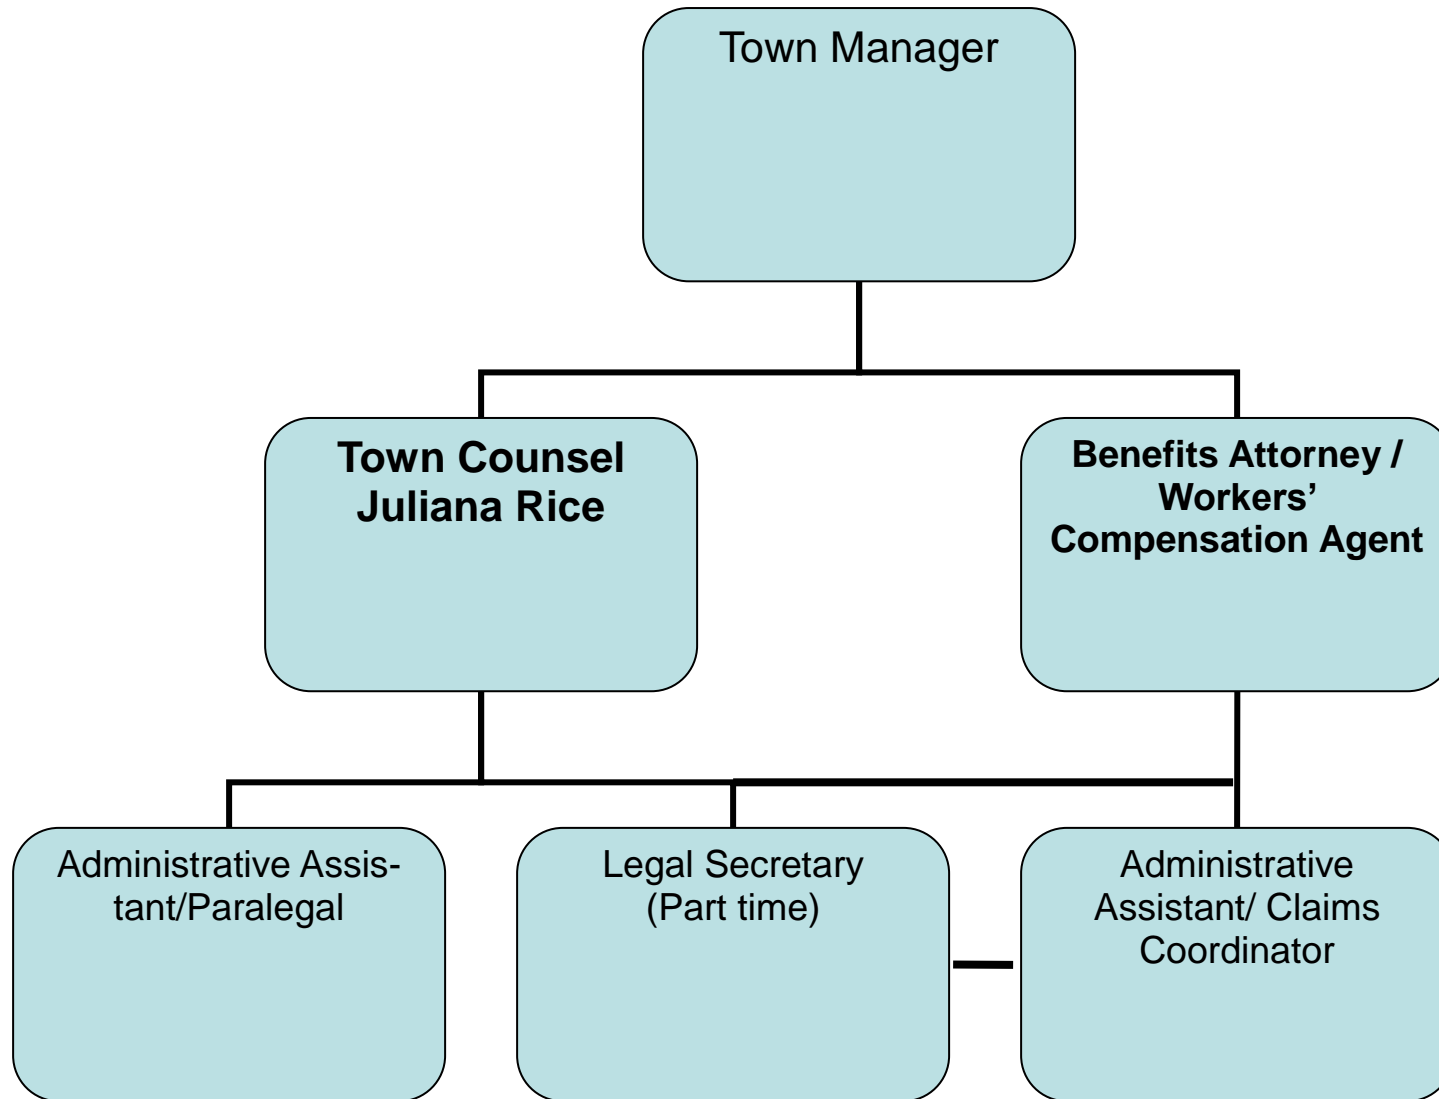 Town Manager
Town Counsel
Juliana Rice
Benefits Attorney /
Workers’
Compensation Agent
Administrative Assis-
tant/Paralegal
Legal Secretary
(Part time)
Administrative
Assistant/ Claims
Coordinator